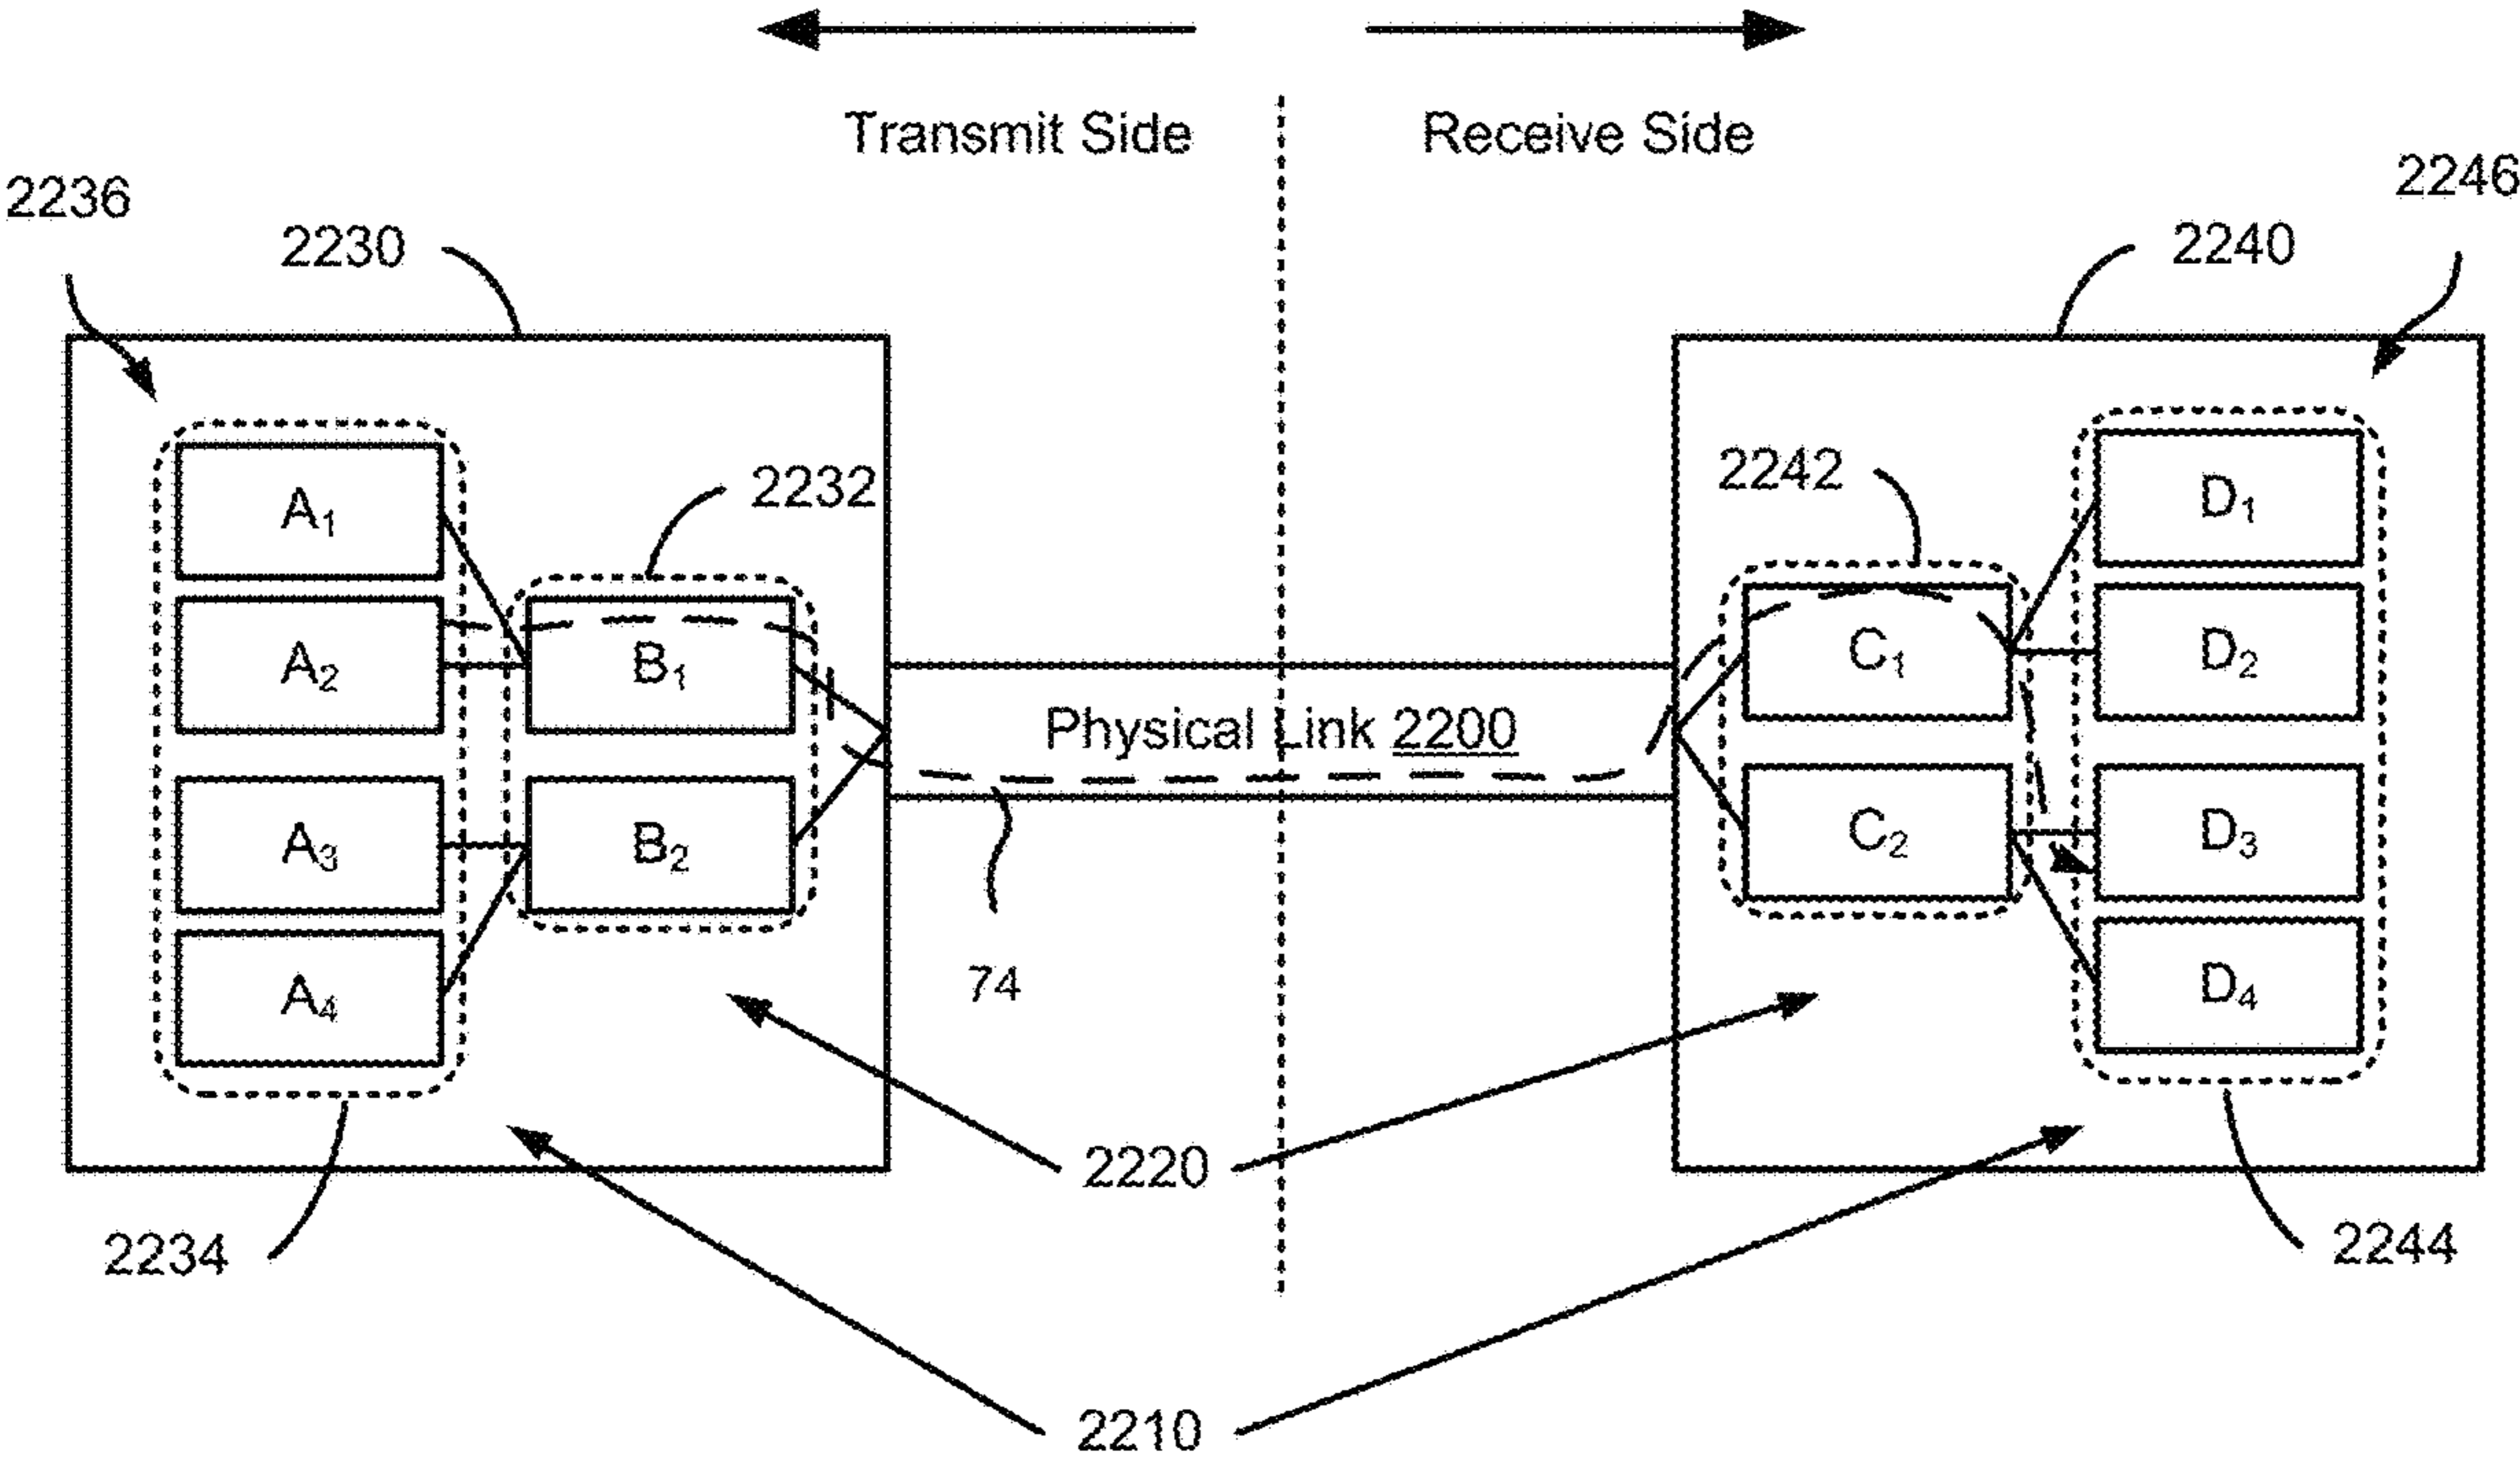 Transmit Side
Receive Side
2236
2246
2230
2240
2232
2242
A1
D1
A2
B1
Physical Link 2200
C1
D2
A3
B2
C2
D3
A4
74
D4
2220
2234
2244
2210